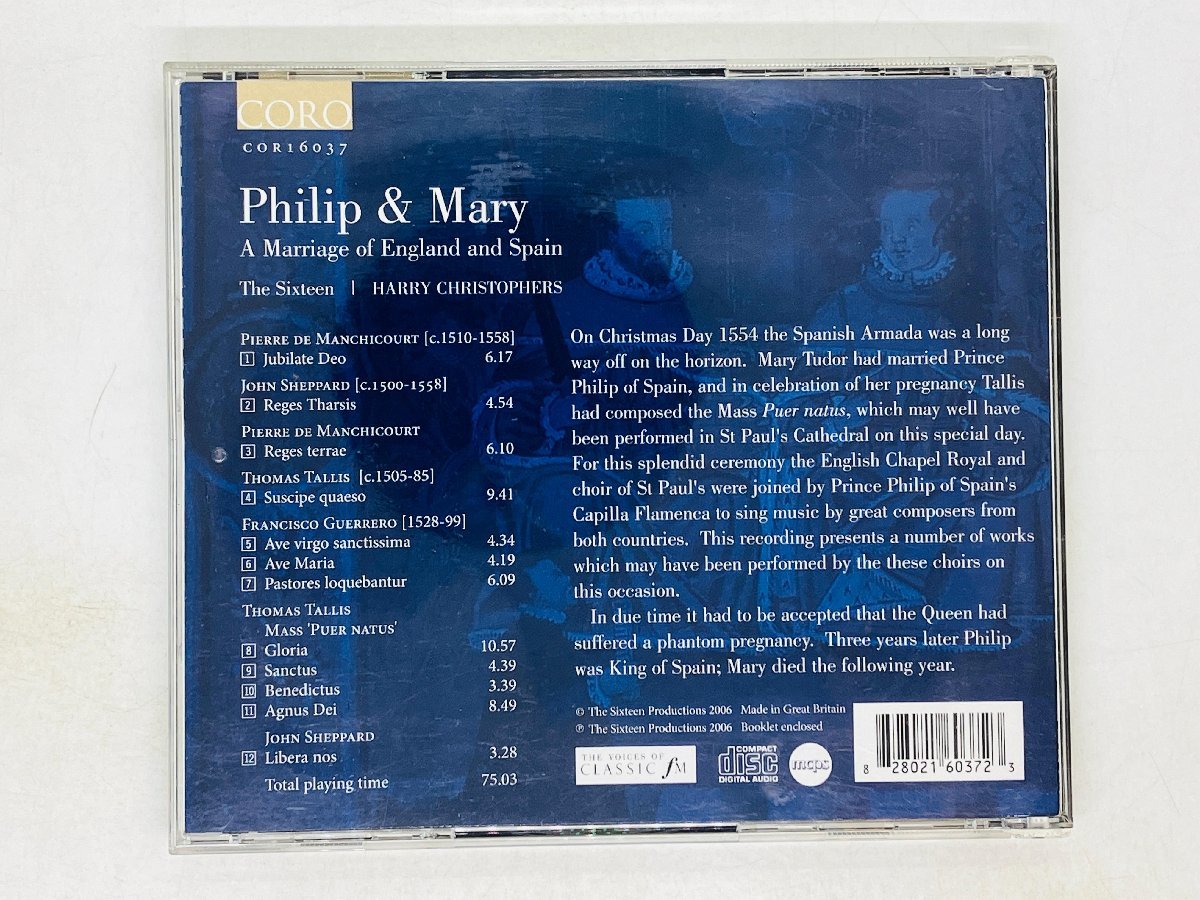 CORO
COR16037
Philip & Mary
A Marriage of England and Spain
The Sixteen | HARRY CHRISTOPHERS
PIERRE DE MANCHICOURT [c.1510-1558]
1 Jubilate Deo 6.17
JOHN SHEPPARD [c.1500-1558]
2 Reges Tharsis 4.54
PIERRE DE MANCHICOURT
3 Reges terrae 6.10
THOMAS TALLIS [c.1505-85]
4 Suscipe quaeso 9.41
FRANCISCO GUERRERO [1528-99]
5 Ave virgo sanctissima 4.34
6 Ave Maria 4.19
7 Pastores loquebantur 6.09
THOMAS TALLIS
MASS 'PUER NATUS'
8 Gloria 10.57
9 Sanctus 4.39
10 Benedictus 3.39
11 Agnus Dei 8.49
JOHN SHEPPARD
12 Libera nos 3.28
Total playing time 75.03
On Christmas Day 1554 the Spanish Armada was a long
way off on the horizon. Mary Tudor had married Prince
Philip of Spain, and in celebration of her pregnancy Tallis
had composed the Mass Puer natus, which may well have
been performed in St Paul's Cathedral on this special day.
For this splendid ceremony the English Chapel Royal and
choir of St Paul's were joined by Prince Philip of Spain's
Capilla Flamenca to sing music by great composers from
both countries. This recording presents a number of works
which may have been performed by the these choirs on
this occasion.
In due time it had to be accepted that the Queen had
suffered a phantom pregnancy. Three years later Philip
was King of Spain; Mary died the following year.
© The Sixteen Productions 2006 Made in Great Britain
℗ The Sixteen Productions 2006 Booklet enclosed
THE VOICES OF
CLASSIC fM
COMPACT
disc
DIGITAL AUDIO
mcps
8 28021 60372 3